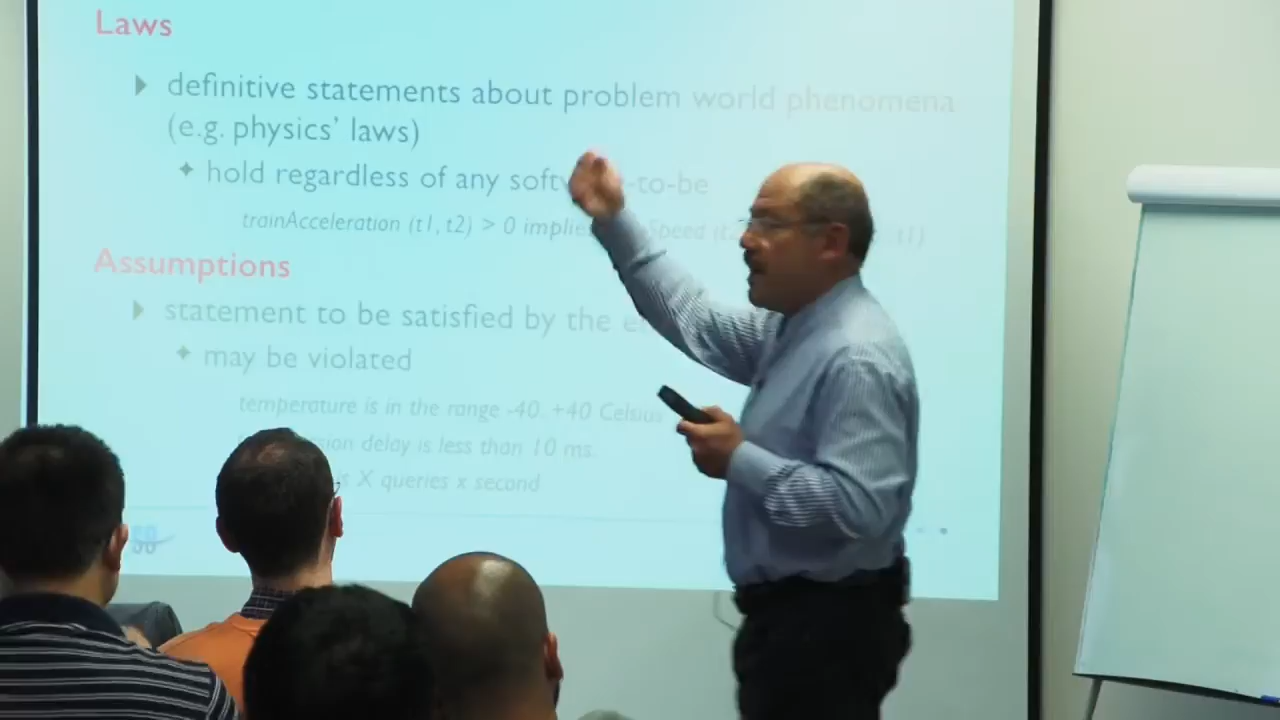 Laws
definitive statements about problem world phenomena
(e.g. physics' laws)
hold regardless of any -to-be
trainAcceleration (t1, t2) > 0 Speed t1)
Assumptions
statement to be satisfied by the
may be violated
temperature is in the range -40. +40 Celsius
delay is less than 10 ms.
X queries x second